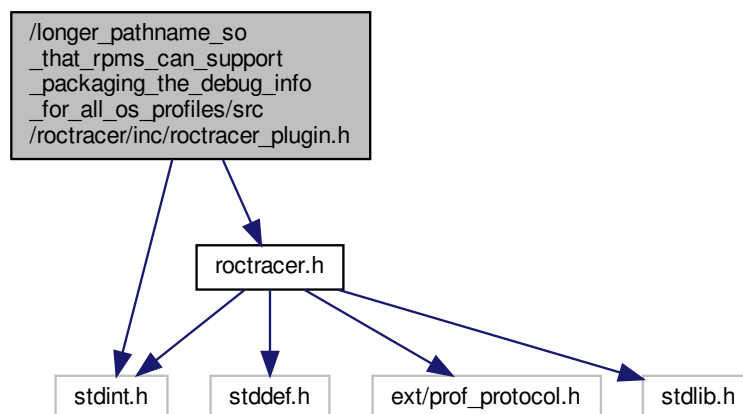 /longer_pathname_so
_that_rpms_can_support
_packaging_the_debug_info
_for_all_os_profiles/src
/roctracer/inc/roctracer_plugin.h
roctracer.h
stdint.h
stddef.h
ext/prof_protocol.h
stdlib.h